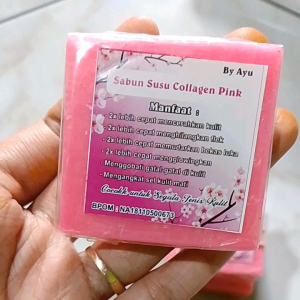 By Ayu
Sabun Susu Collagen Pink
Manfaat :
- 2x lebih cepat mencerahkan kulit
- 2x lebih cepat menghilangkan flek
- 2x lebih cepat memudarkan bekas luka
- 2x lebih cepat mengglowingkan
- Menggobati gatal-gatal di kulit
- Mengangkat sel kulit mati
Cocokk untuk Segala Jenis Kulit
BPOM : NA18110500673